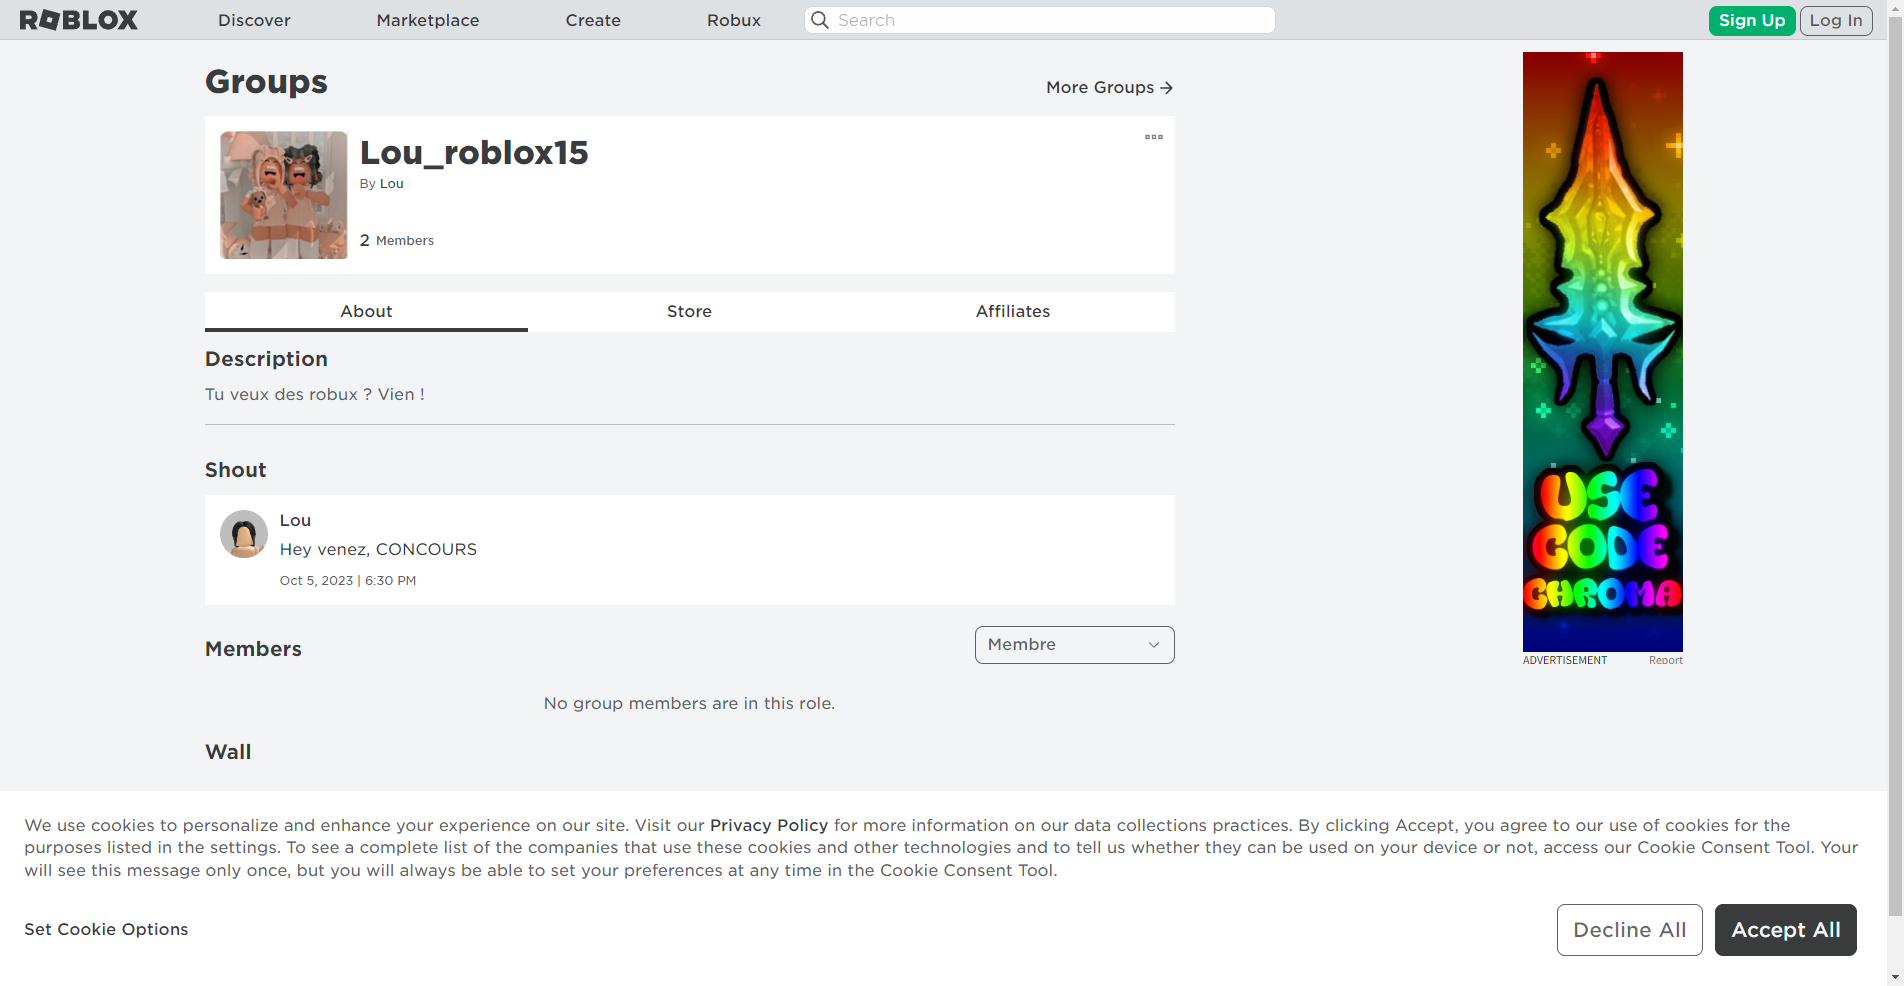 ROBLOX
Discover
Marketplace
Create
Robux
Search
Sign Up
Log In
Groups
More Groups
Lou_roblox15
By Lou
2 Members
About
Store
Affiliates
Description
Tu veux des robux ? Vien !
Shout
Lou
Hey venez, CONCOURS
Oct 5, 2023 | 6:30 PM
Members
Membre
No group members are in this role.
Wall
USE
CODE
CHROMA
ADVERTISEMENT
Report
We use cookies to personalize and enhance your experience on our site. Visit our Privacy Policy for more information on our data collections practices. By clicking Accept, you agree to our use of cookies for the
purposes listed in the settings. To see a complete list of the companies that use these cookies and other technologies and to tell us whether they can be used on your device or not, access our Cookie Consent Tool. Your
will see this message only once, but you will always be able to set your preferences at any time in the Cookie Consent Tool.
Set Cookie Options
Decline All
Accept All